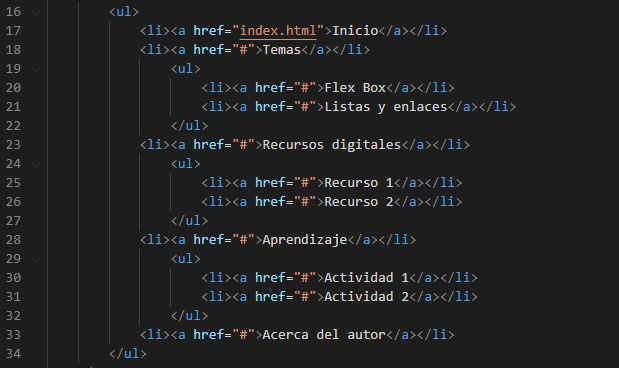 16 <ul>
17 <li><a href="index.html">Inicio</a></li>
18 <li><a href="#">Temas</a></li>
19 <ul>
20 <li><a href="#">Flex Box</a></li>
21 <li><a href="#">Listas y enlaces</a></li>
22 </ul>
23 <li><a href="#">Recursos digitales</a></li>
24 <ul>
25 <li><a href="#">Recurso 1</a></li>
26 <li><a href="#">Recurso 2</a></li>
27 </ul>
28 <li><a href="#">Aprendizaje</a></li>
29 <ul>
30 <li><a href="#">Actividad 1</a></li>
31 <li><a href="#">Actividad 2</a></li>
32 </ul>
33 <li><a href="#">Acerca del autor</a></li>
34 </ul>